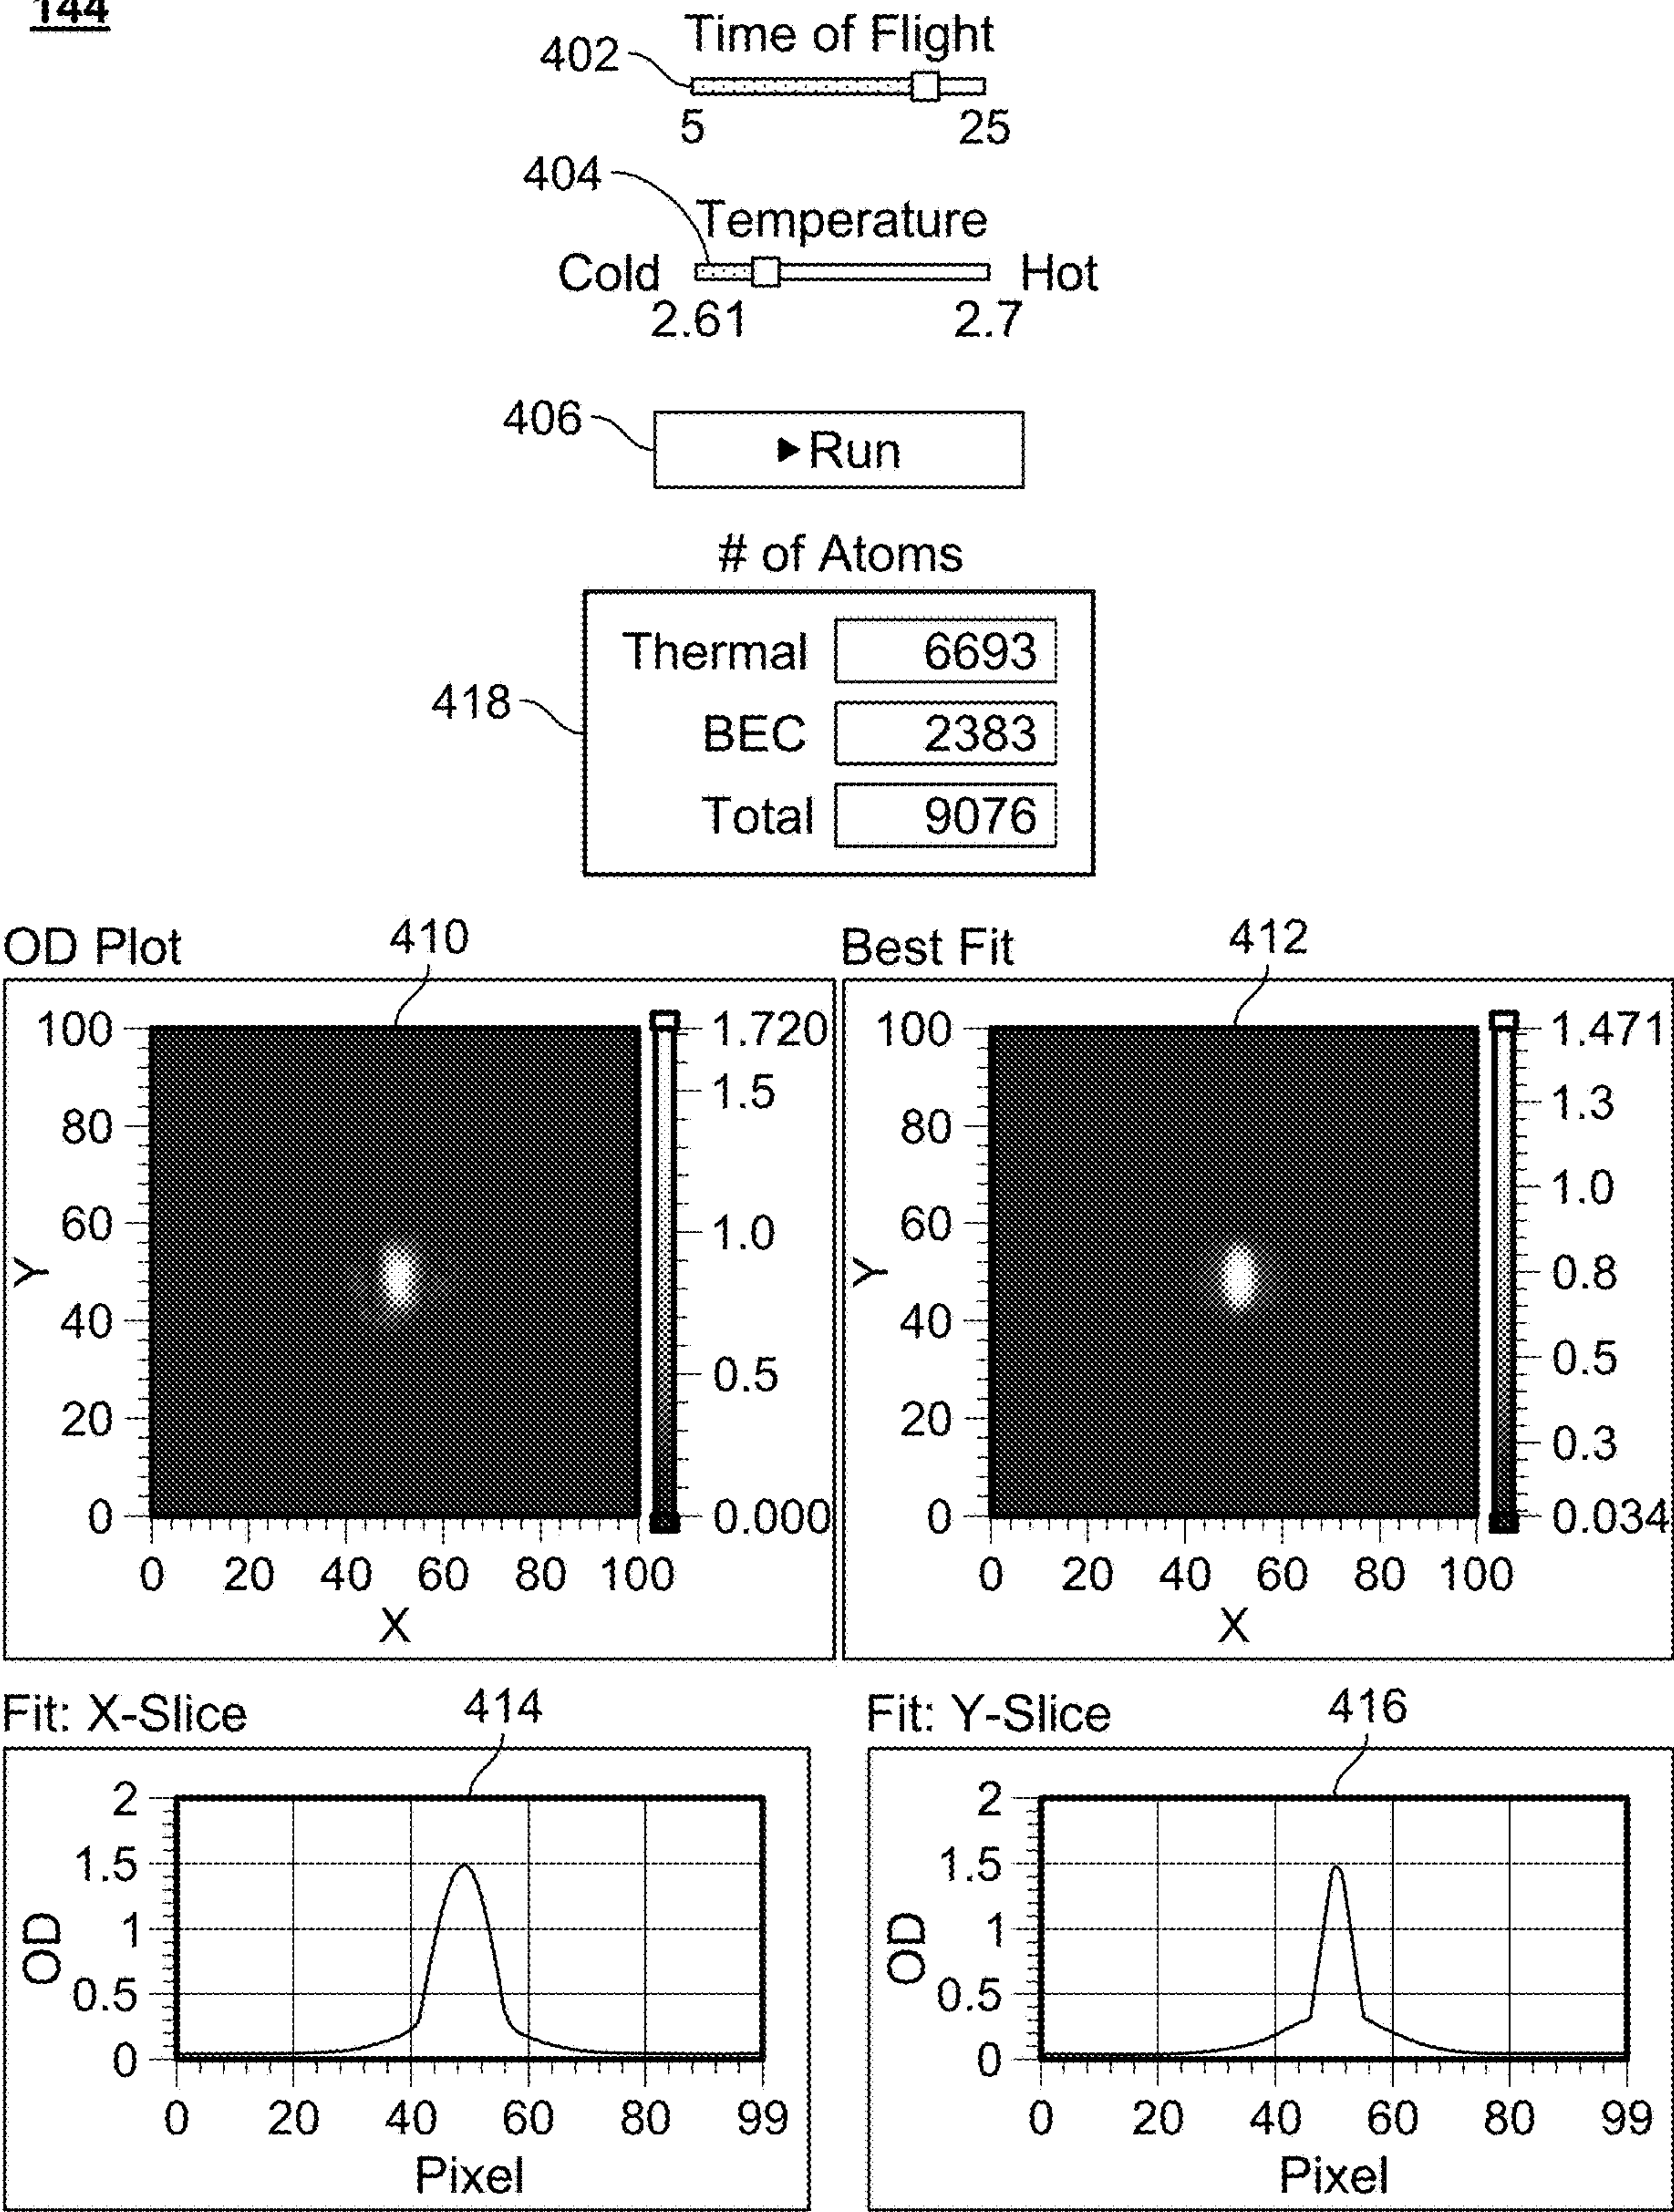 144
Time of Flight
402
5 25
404
Temperature
Cold Hot
2.61 2.7
406
▶Run
# of Atoms
Thermal 6693
418
BEC 2383
Total 9076
OD Plot 410
100
80
60
40
20
0
Y
0 20 40 60 80 100
X
1.720
1.5
1.0
0.5
0.000
Best Fit 412
100
80
60
40
20
0
Y
0 20 40 60 80 100
X
1.471
1.3
1.0
0.8
0.5
0.3
0.034
Fit: X-Slice 414
2
1.5
1
0.5
0
OD
0 20 40 60 80 99
Pixel
Fit: Y-Slice 416
2
1.5
1
0.5
0
OD
0 20 40 60 80 99
Pixel